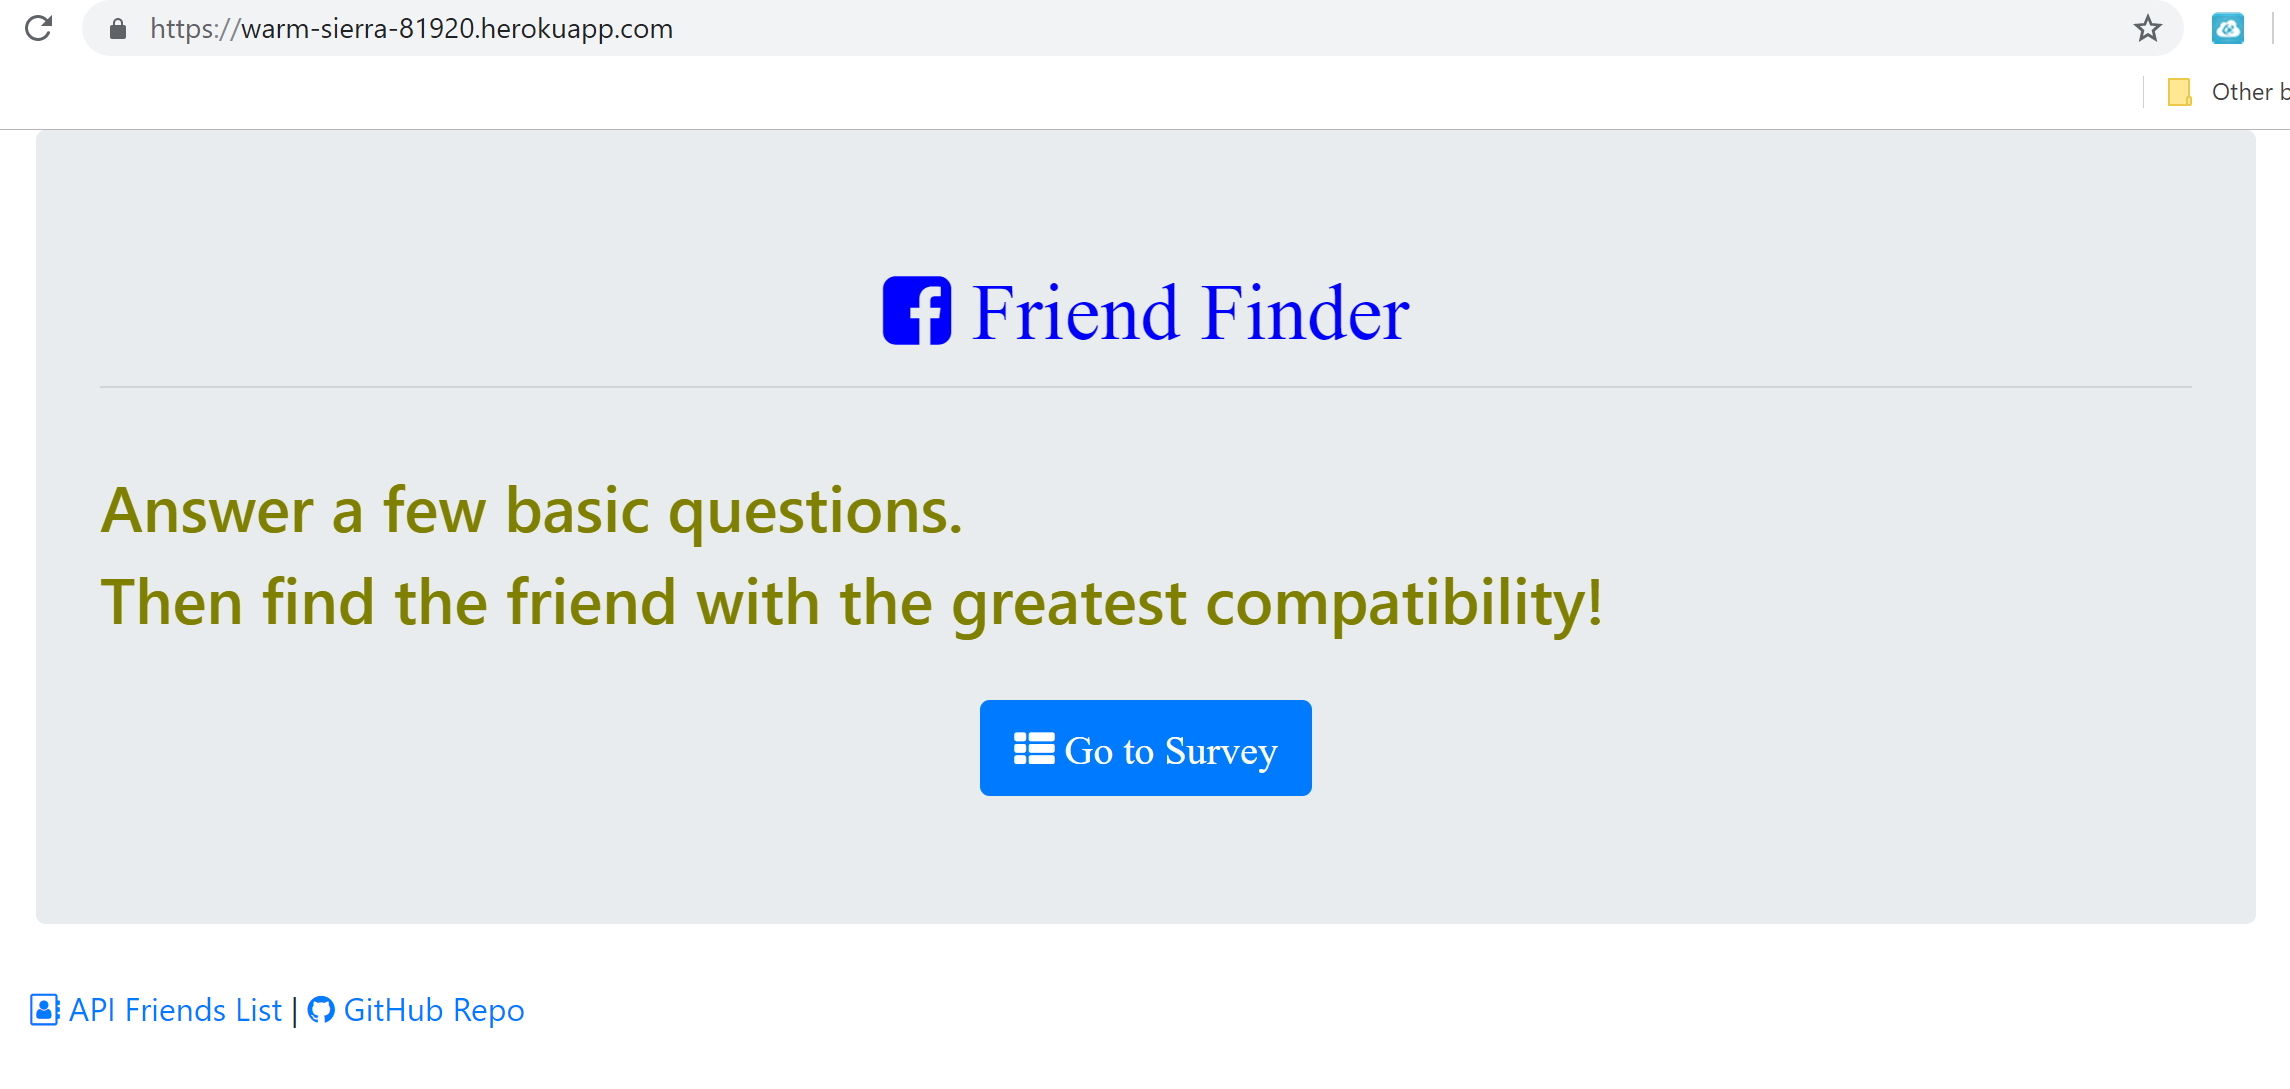 https://warm-sierra-81920.herokuapp.com
Other b
Friend Finder
Answer a few basic questions.
Then find the friend with the greatest compatibility!
Go to Survey
API Friends List | GitHub Repo